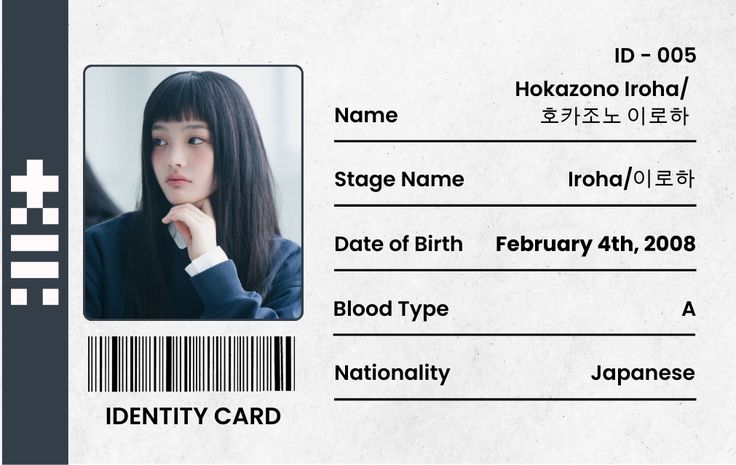 ID - 005
Name
Hokazono Iroha/
호카조노 이로하
Stage Name Iroha/이로하
Date of Birth February 4th, 2008
Blood Type A
Nationality Japanese
IDENTITY CARD